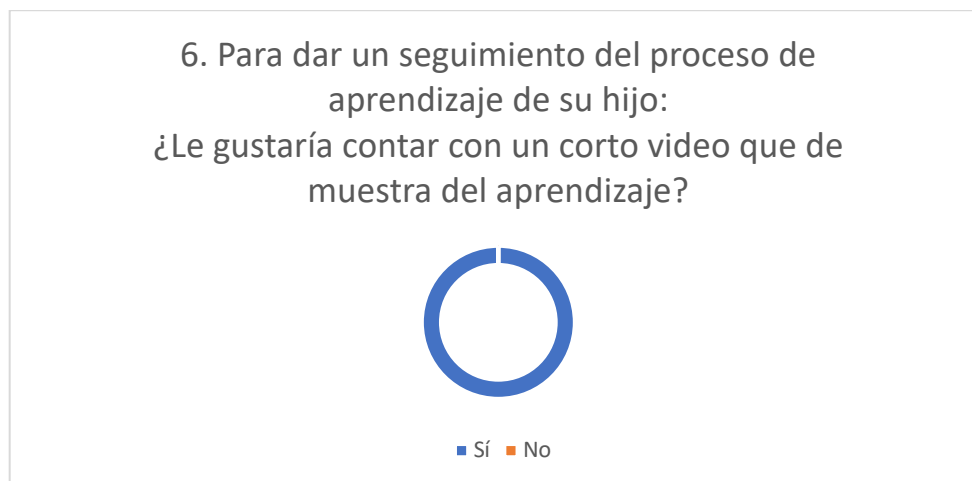 6. Para dar un seguimiento del proceso de
aprendizaje de su hijo:
¿Le gustaría contar con un corto video que de
muestra del aprendizaje?
Sí No